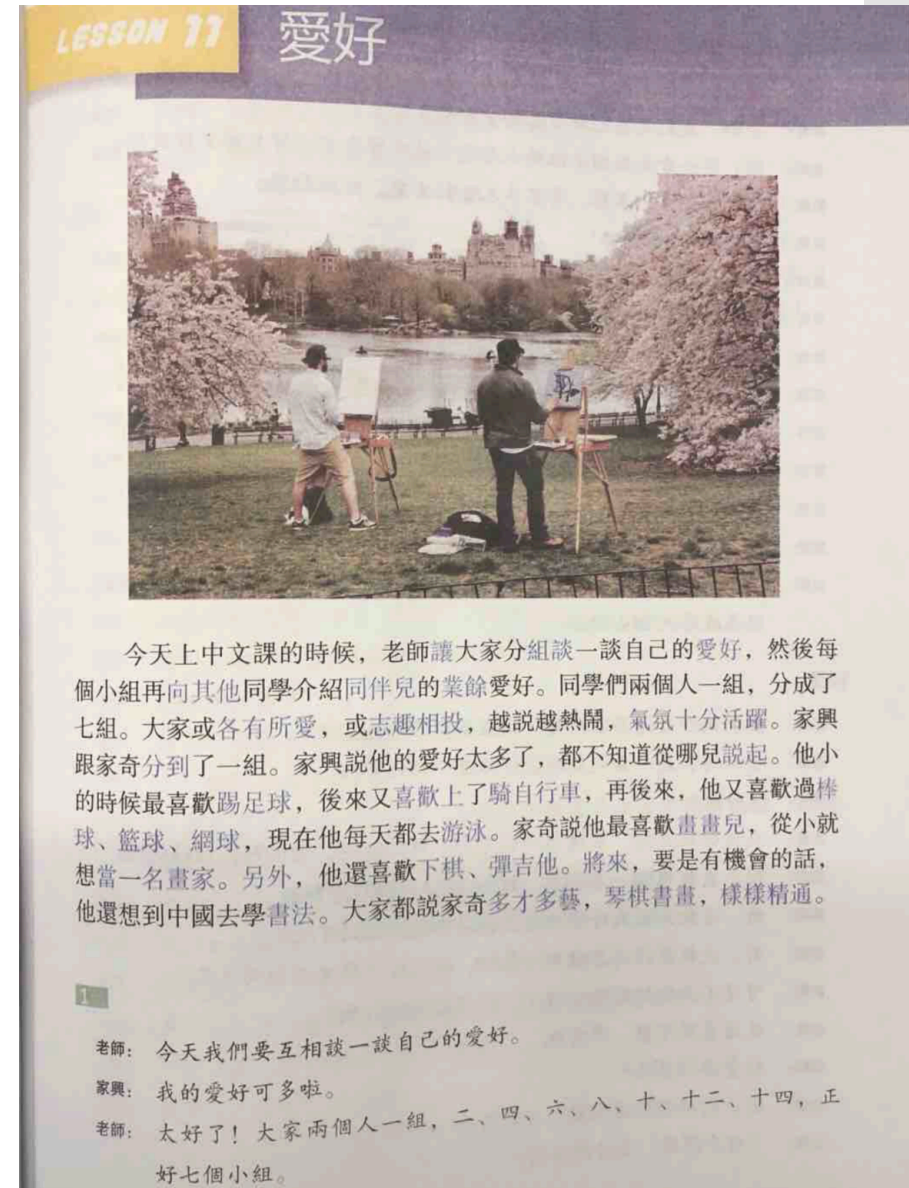 LESSON 11
愛好
今天上中文課的時候，老師讓大家分組談一談自己的愛好，然後每
個小組再向其他同學介紹同伴兒的業餘愛好。同學們兩個人一組，分成了
七組。大家或各有所愛，或志趣相投，越説越熱鬧，氣氛十分活躍。家興
跟家奇分到了一組。家興説他的愛好太多了，都不知道從哪兒説起。他小
的時候最喜歡踢足球，後來又喜歡上了騎自行車，再後來，他又喜歡過棒
球、籃球、網球，現在他每天都去游泳。家奇説他最喜歡畫畫兒，從小就
想當一名畫家。另外，他還喜歡下棋、彈吉他。將來，要是有機會的話，
他還想到中國去學書法。大家都説家奇多才多藝，琴棋書畫，樣樣精通。
1
老師：今天我們要互相談一談自己的愛好。
家興：我的愛好可多啦。
老師：太好了！大家兩個人一組，二、四、六、八、十、十二、十四，正
好七個小組。